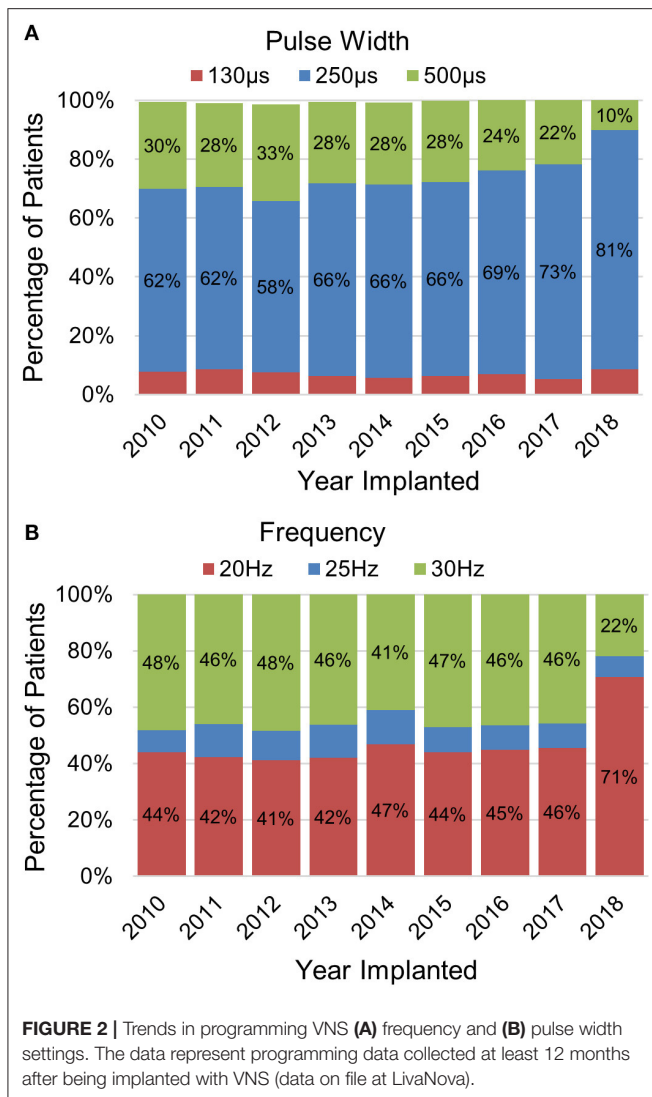 A
Pulse Width
130µs 250µs 500µs
Percentage of Patients
100%
80%
60%
40%
20%
0%
30% 28% 33% 28% 28% 28% 24% 22% 10%
62% 62% 58% 66% 66% 66% 69% 73% 81%
2010 2011 2012 2013 2014 2015 2016 2017 2018
Year Implanted
B
Frequency
20Hz 25Hz 30Hz
Percentage of Patients
100%
80%
60%
40%
20%
0%
48% 46% 48% 46% 41% 47% 46% 46% 22%
44% 42% 41% 42% 47% 44% 45% 46% 71%
2010 2011 2012 2013 2014 2015 2016 2017 2018
Year Implanted
FIGURE 2 | Trends in programming VNS (A) frequency and (B) pulse width
settings. The data represent programming data collected at least 12 months
after being implanted with VNS (data on file at LivaNova).